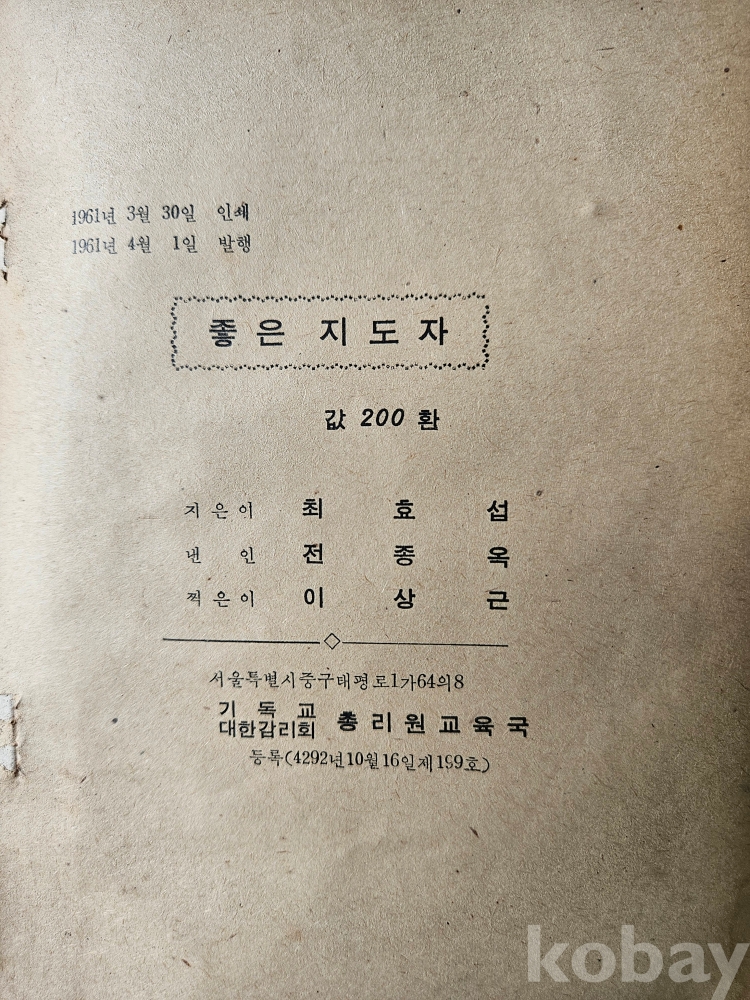 1961년 3월 30일 인쇄
1961년 4월 1일 발행
좋은 지도자
값 200 환
지은이 최 효 섭
낸 인 전 종 옥
찍은이 이 상 근
서울특별시중구태평로1가64의8
기 독 교
대한감리회 총리원교육국
등록(4292년10월16일제199호)
kobay